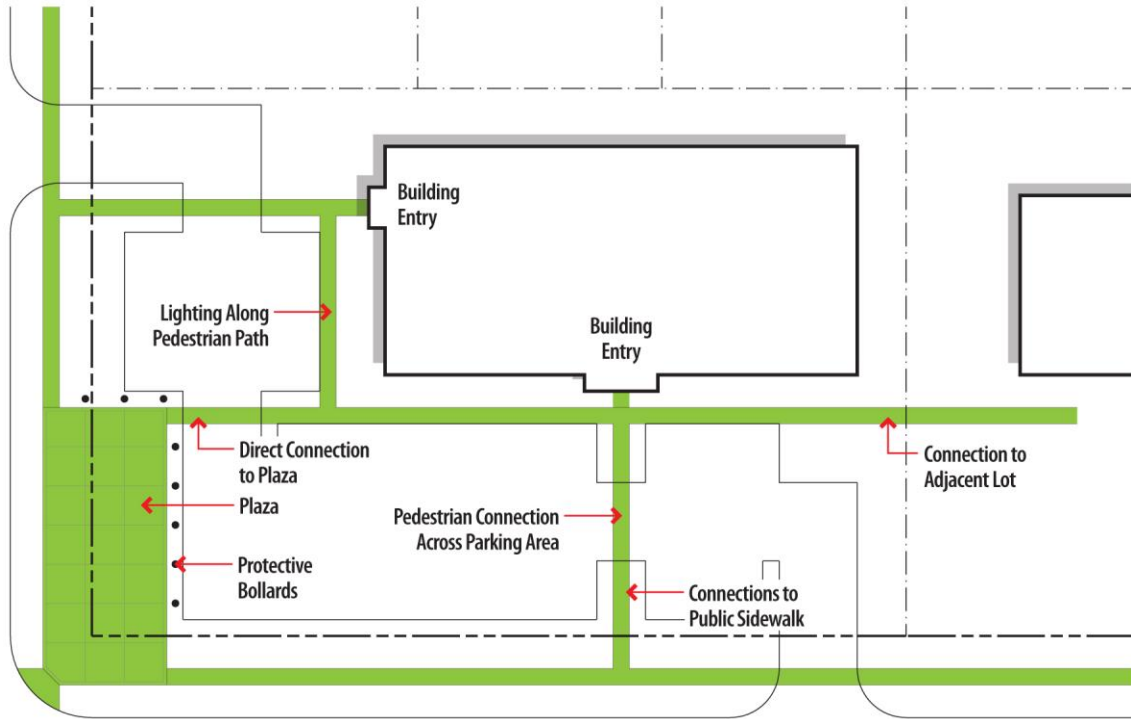 Building
Entry
Lighting Along
Pedestrian Path
Building
Entry
Direct Connection
to Plaza
Connection to
Adjacent Lot
Plaza
Pedestrian Connection
Across Parking Area
Protective
Bollards
Connections to
Public Sidewalk